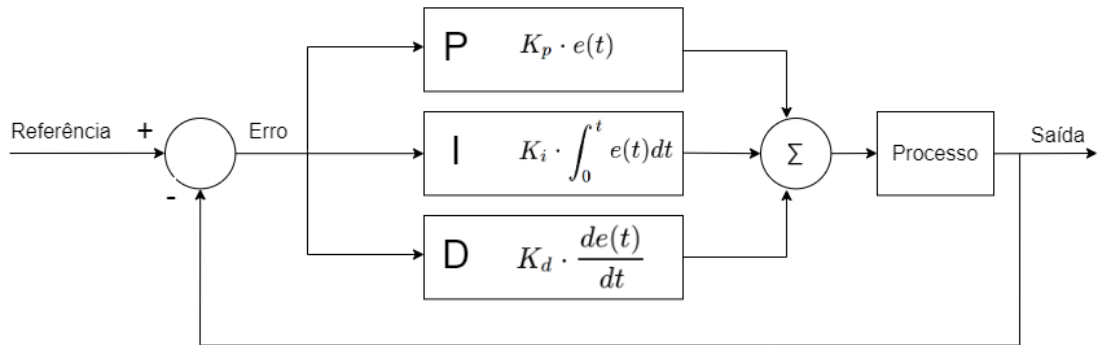 P K_p · e(t)
Referência + Erro
-
I K_i · ∫_0^t e(t)dt
D K_d · de(t)/dt
Σ
Processo
Saída